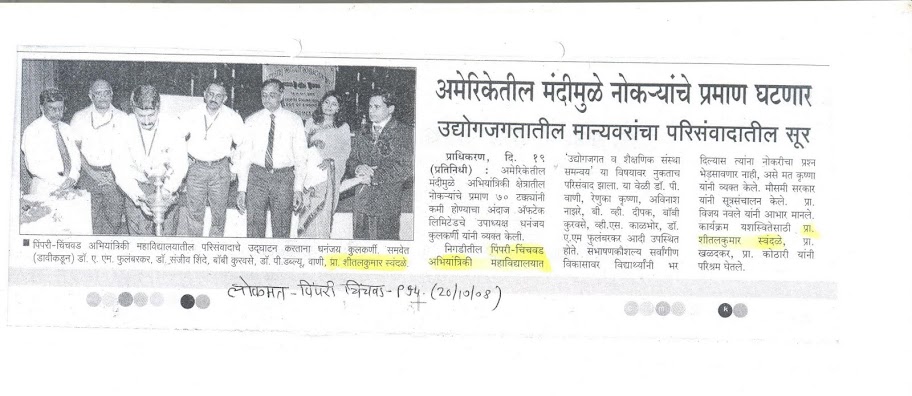 अमेरिकेतील मंदीमुळे नोकऱ्यांचे प्रमाण घटणार
उद्योगजगतातील मान्यवरांचा परिसंवादातील सूर
■ पिंपरी-चिंचवड अभियांत्रिकी महाविद्यालयातील परिसंवादाचे उद्घाटन करताना धनंजय कुलकर्णी. समवेत
(डावीकडून) डॉ. ए. एम. फुलंबरकर, डॉ. संजीव शिंदे, बॉबी कुरवसे, डॉ. पी. डब्ल्यू. वाणी, प्रा. शीतलकुमार रवंदळे.
प्राधिकरण, दि. १९
(प्रतिनिधी) : अमेरिकेतील
मंदीमुळे अभियांत्रिकी क्षेत्रातील
नोकऱ्यांचे प्रमाण ७० टक्क्यांनी
कमी होण्याचा अंदाज अॅफ्टेक
लिमिटेडचे उपाध्यक्ष धनंजय
कुलकर्णी यांनी व्यक्त केली.
निगडीतील पिंपरी-चिंचवड
अभियांत्रिकी महाविद्यालयात
'उद्योगजगत व शैक्षणिक संस्था
समन्वय' या विषयावर नुकताच
परिसंवाद झाला. या वेळी डॉ. पी.
वाणी, रेणुका कृष्णा, अविनाश
नाझरे, बी. व्ही. दीपक, बॉबी
कुरवसे, व्ही.एस. काळभोर, डॉ.
ए.एम फुलंबरकर आदी उपस्थित
होते. संभाषणकौशल्य सर्वांगीण
विकासावर विद्यार्थ्यांनी भर
दिल्यास त्यांना नोकरीचा प्रश्न
भेडसावणार नाही, असे मत कृष्णा
यांनी व्यक्त केले. मौसमी सरकार
यांनी सूत्रसंचालन केले. प्रा.
विजय नवले यांनी आभार मानले.
कार्यक्रम यशस्वितेसाठी प्रा.
शीतलकुमार रवंदळे, प्रा.
खळदकर, प्रा. कोठारी यांनी
परिश्रम घेतले.
लोकमत - पिंपरी चिंचवड - P५4. (20/10/08)